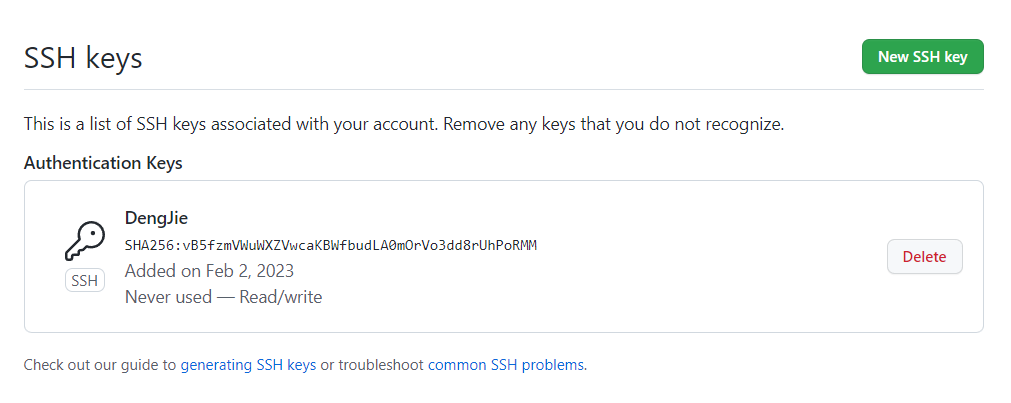 SSH keys
New SSH key
This is a list of SSH keys associated with your account. Remove any keys that you do not recognize.
Authentication Keys
DengJie
SHA256:vB5fzmVWuWXZVwcaKBWfbudLA0mOrVo3dd8rUhPoRMM
Added on Feb 2, 2023
Never used — Read/write
SSH
Delete
Check out our guide to generating SSH keys or troubleshoot common SSH problems.